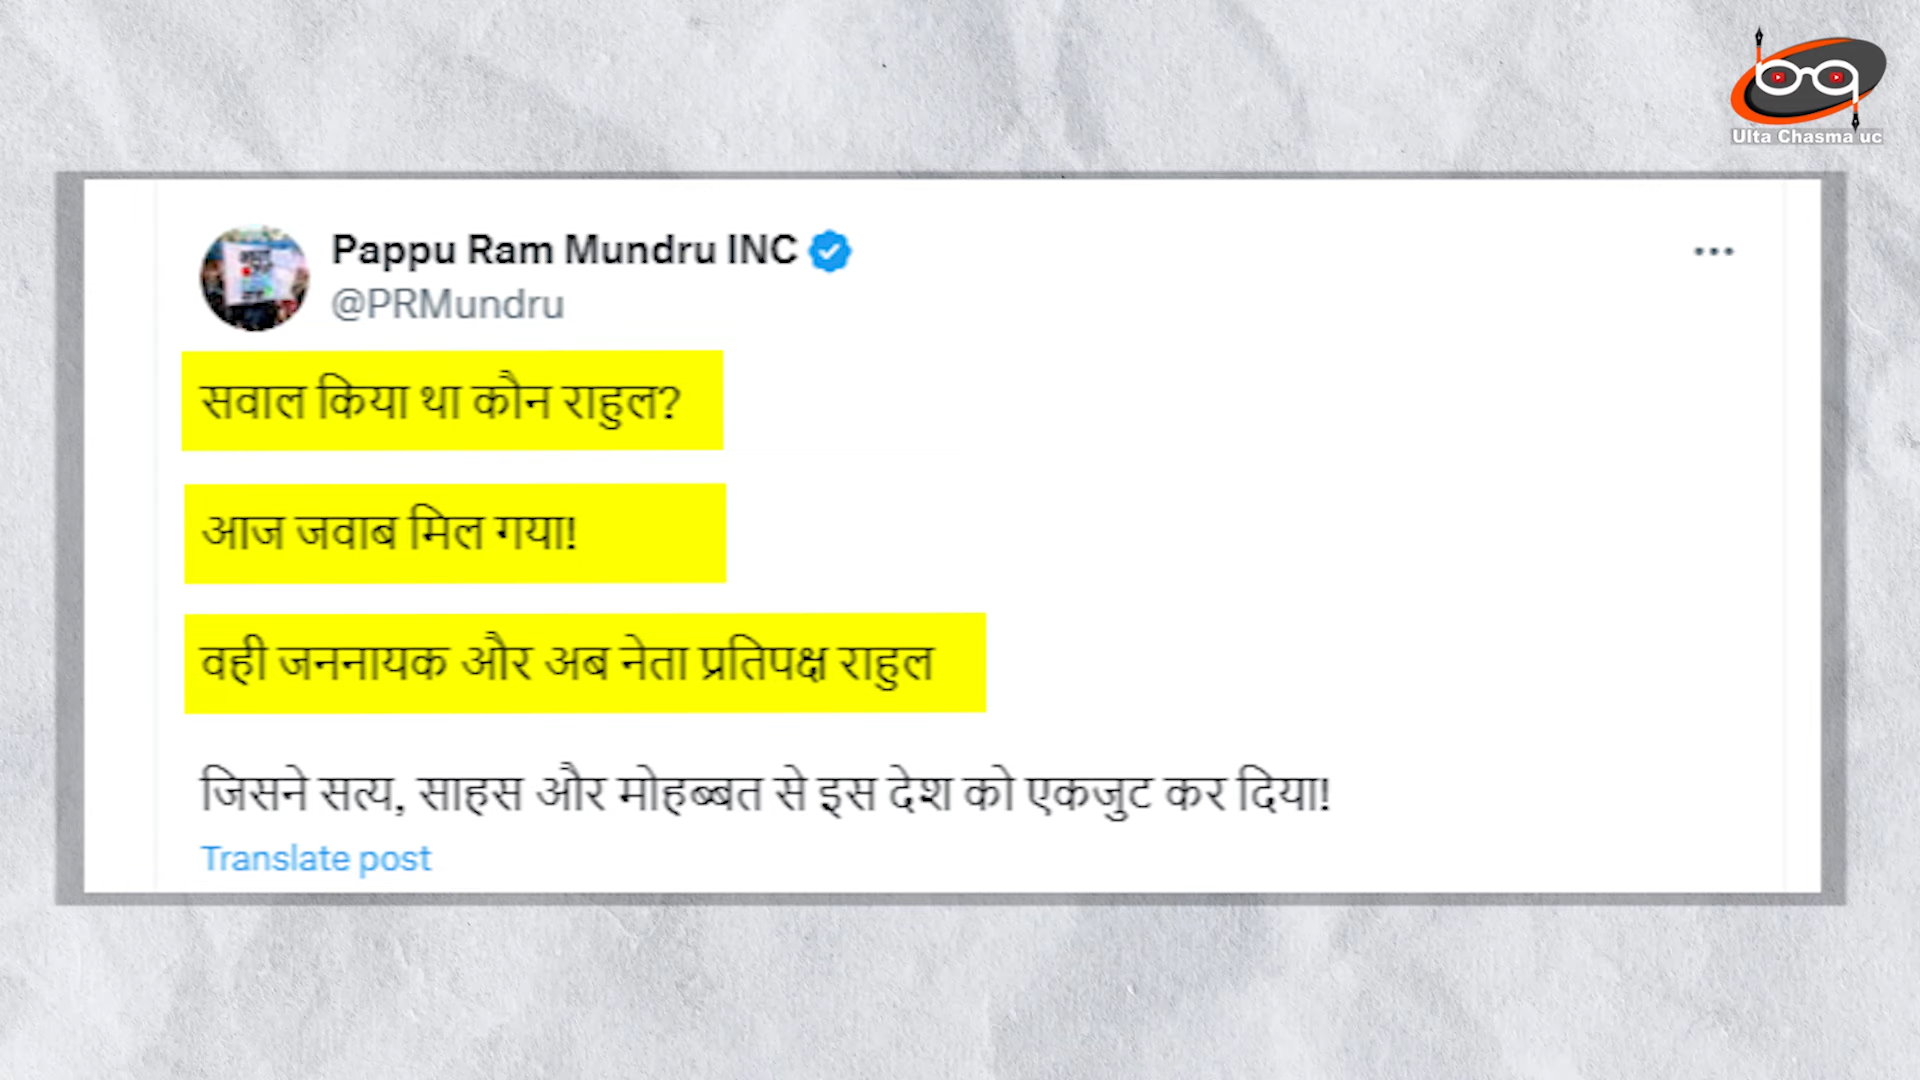 Ulta Chasma uc
Pappu Ram Mundru INC
@PRMundru
सवाल किया था कौन राहुल?
आज जवाब मिल गया!
वही जननायक और अब नेता प्रतिपक्ष राहुल
जिसने सत्य, साहस और मोहब्बत से इस देश को एकजुट कर दिया!
Translate post